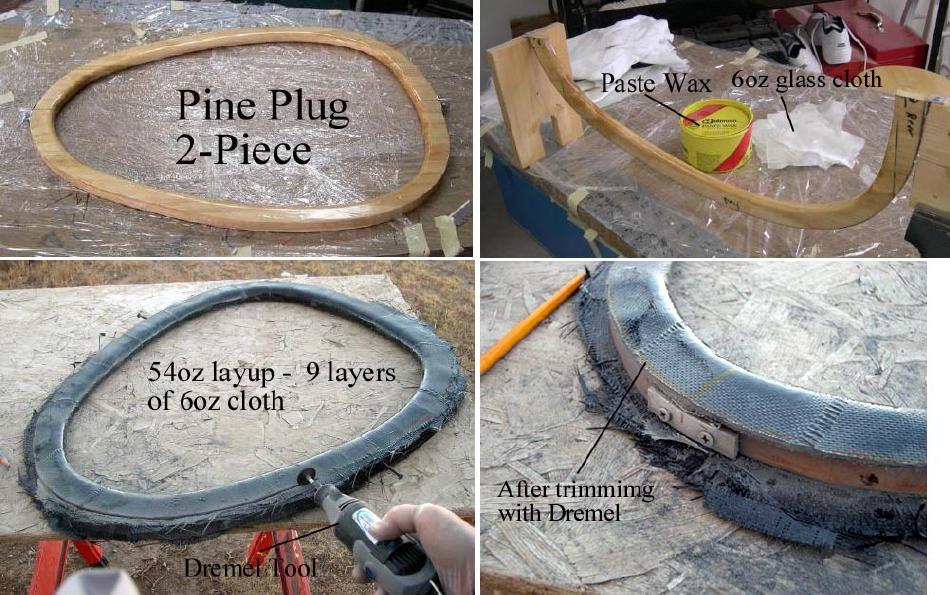 Pine Plug
2-Piece
Paste Wax
6oz glass cloth
Johnson
PASTE WAX
54oz layup - 9 layers
of 6oz cloth
Dremel Tool
After trimming
with Dremel